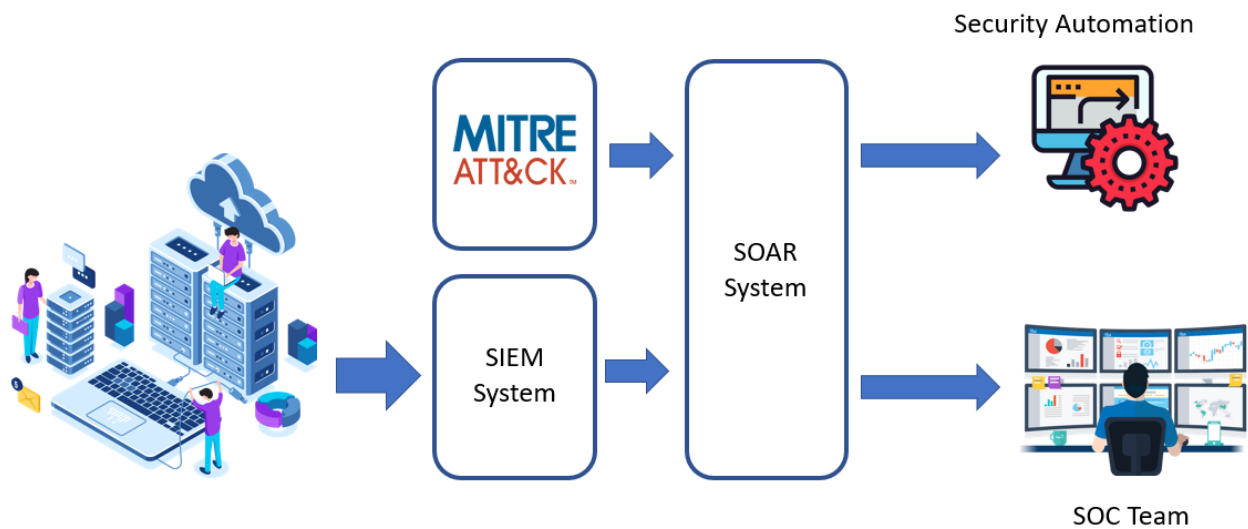 Security Automation
MITRE
ATT&CK™
SOAR
System
SIEM
System
SOC Team